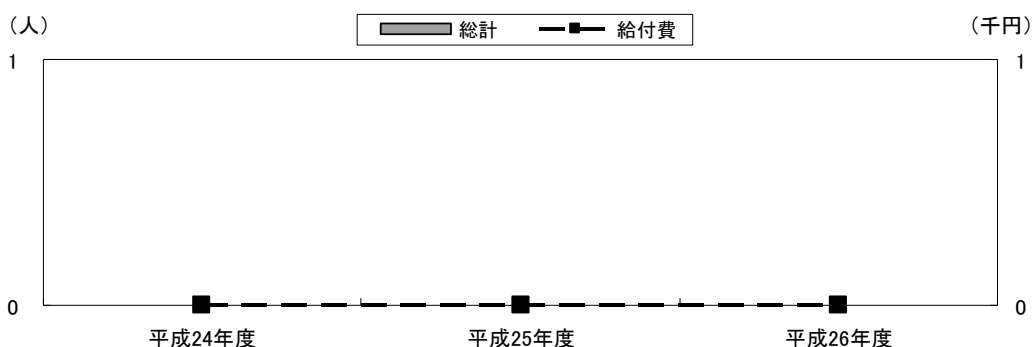 （人）
総計 給付費
（千円）
1 1
0 0
平成24年度 平成25年度 平成26年度